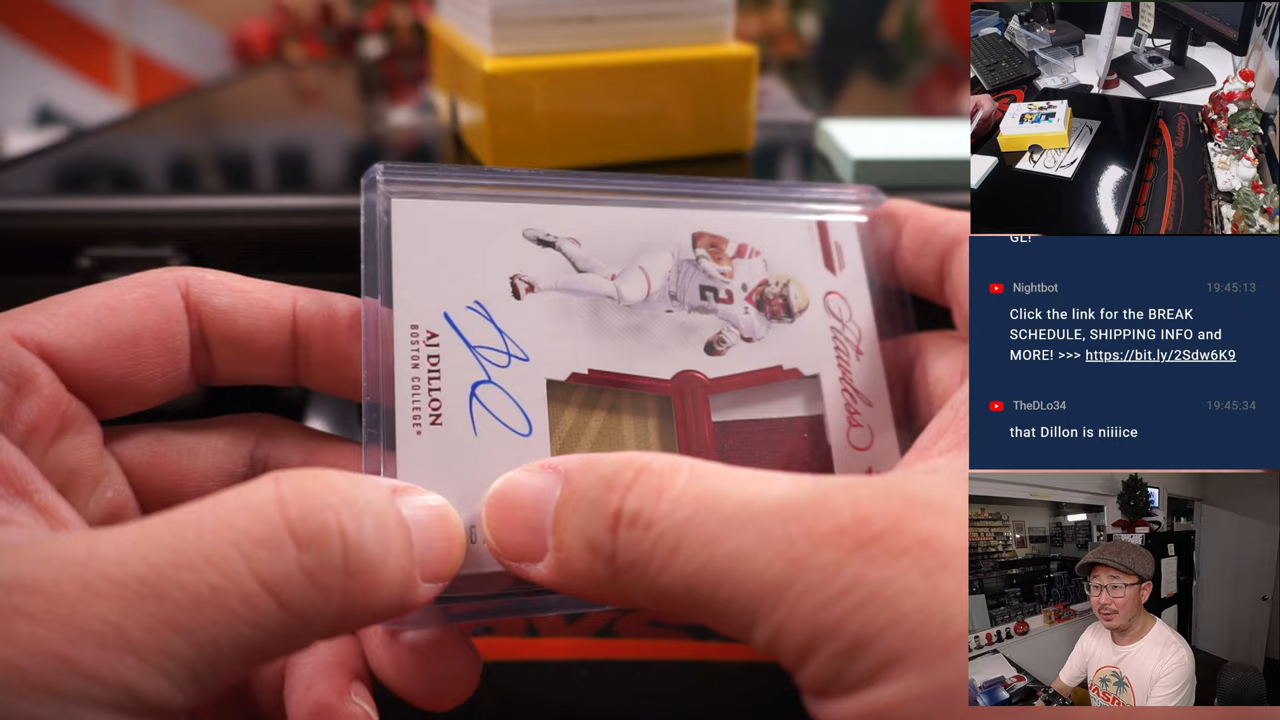 Flawless
2
AJ DILLON
BOSTON COLLEGE®
GL!
Nightbot 19:45:13
Click the link for the BREAK
SCHEDULE, SHIPPING INFO and
MORE! >>> https://bit.ly/2Sdw6K9
TheDLo34 19:45:34
that Dillon is niiiice